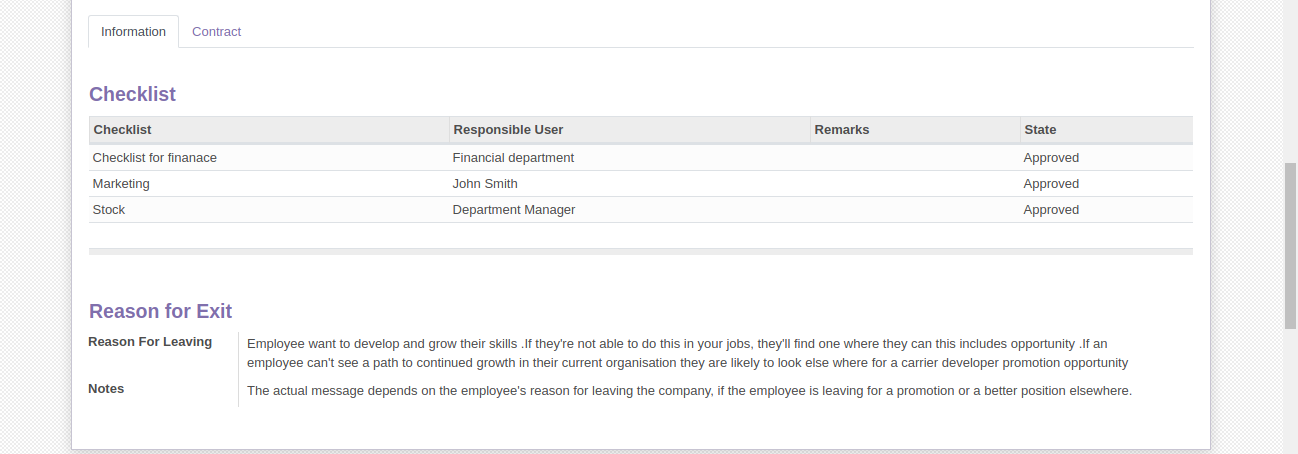 Information Contract
Checklist
Checklist Responsible User Remarks State
Checklist for finanace Financial department Approved
Marketing John Smith Approved
Stock Department Manager Approved
Reason for Exit
Reason For Leaving Employee want to develop and grow their skills .If they're not able to do this in your jobs, they'll find one where they can this includes opportunity .If an
employee can't see a path to continued growth in their current organisation they are likely to look else where for a carrier developer promotion opportunity
Notes The actual message depends on the employee's reason for leaving the company, if the employee is leaving for a promotion or a better position elsewhere.